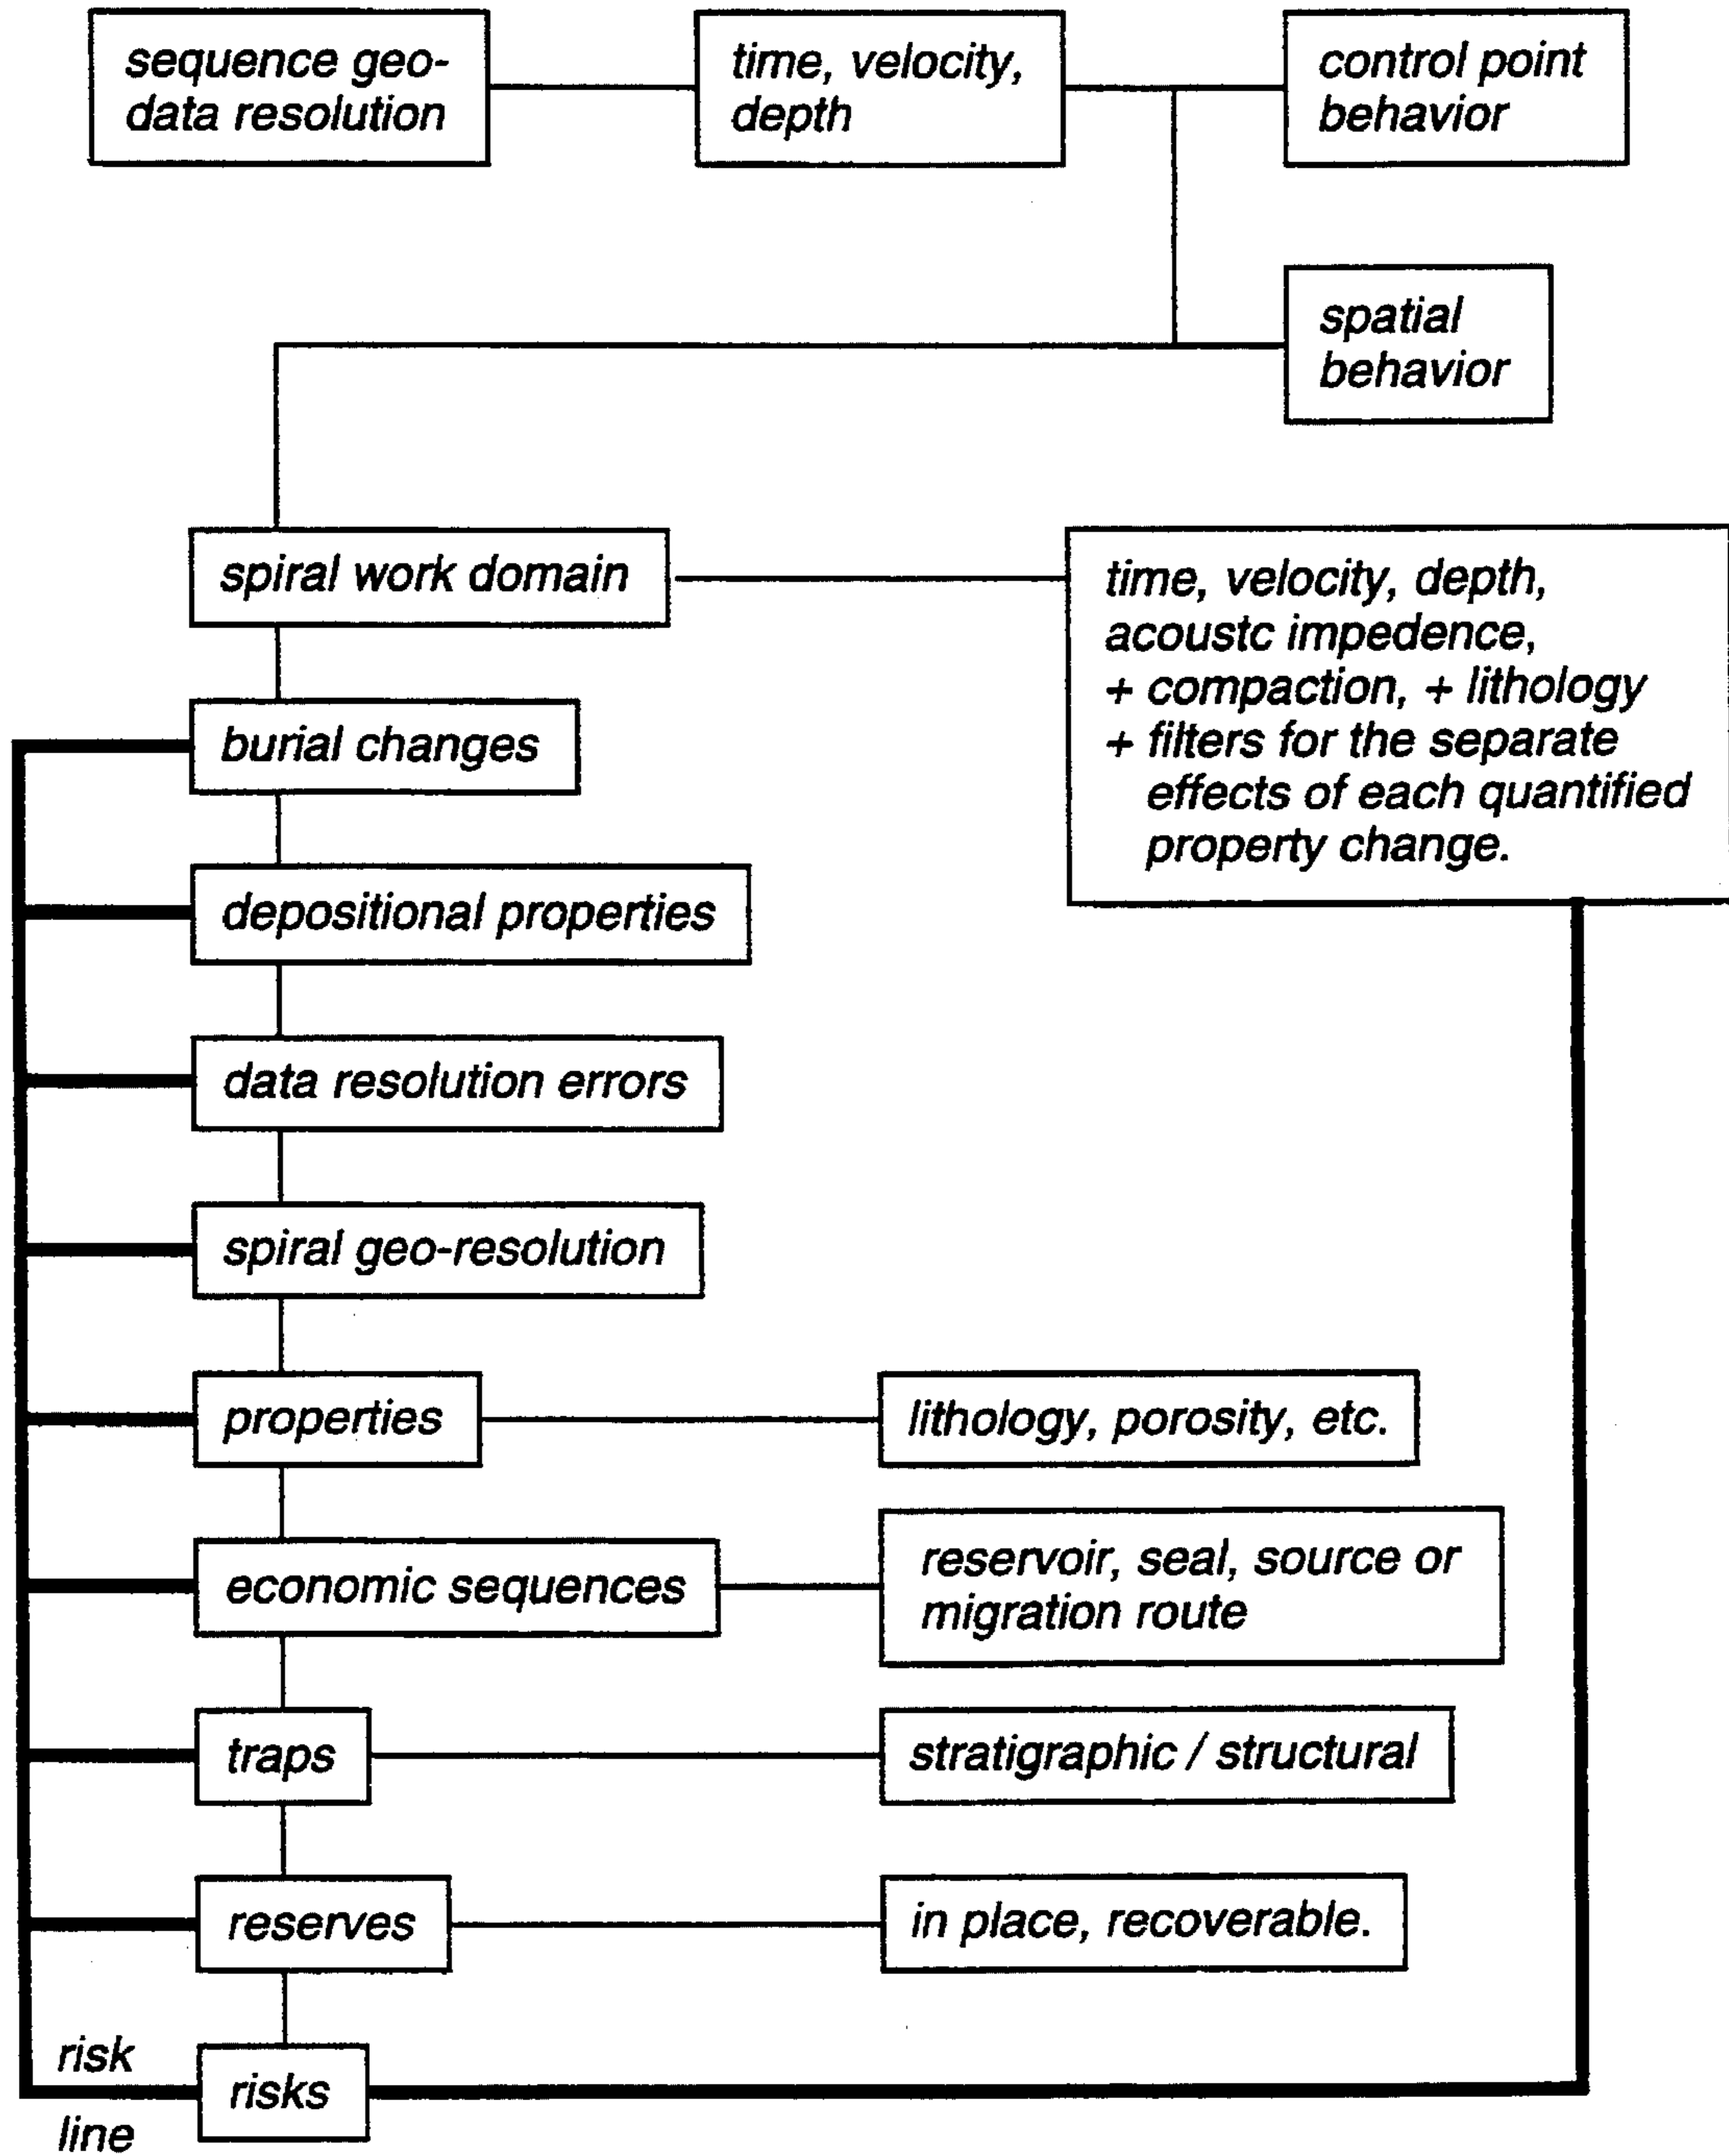 sequence geo-
data resolution
time, velocity,
depth
control point
behavior
spatial
behavior
spiral work domain
time, velocity, depth,
acoustc impedence,
+ compaction, + lithology
+ filters for the separate
effects of each quantified
property change.
burial changes
depositional properties
data resolution errors
spiral geo-resolution
properties
lithology, porosity, etc.
economic sequences
reservoir, seal, source or
migration route
traps
stratigraphic / structural
reserves
in place, recoverable.
risk
line
risks